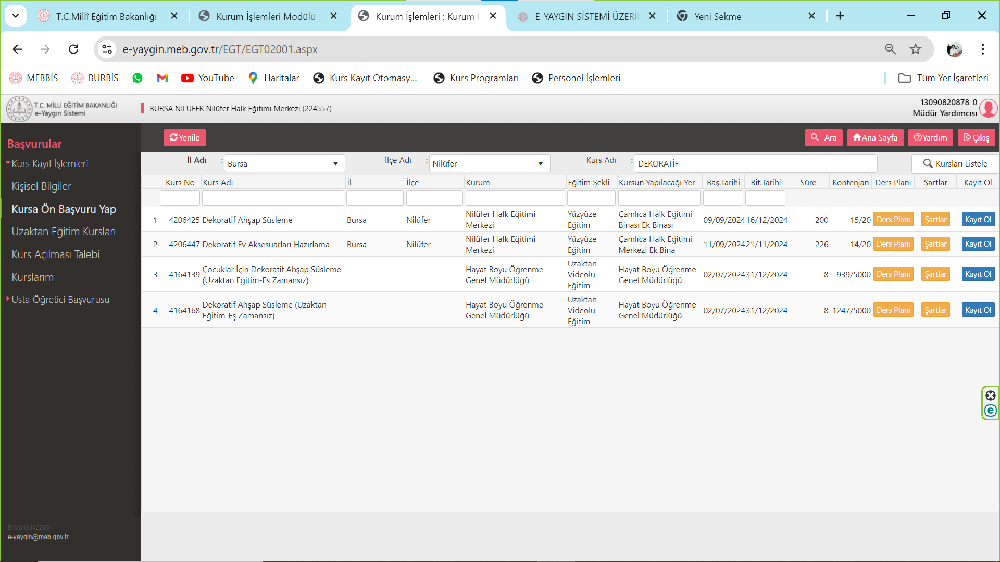 T.C.Millî Eğitim Bakanlığı
Kurum İşlemleri Modülü :
Kurum İşlemleri : Kurum İ
E-YAYGIN SİSTEMİ ÜZERİN
Yeni Sekme
e-yaygin.meb.gov.tr/EGT/EGT02001.aspx
MEBBİS
BURBİS
YouTube
Haritalar
Kurs Kayıt Otomasy...
Kurs Programları
Personel İşlemleri
Tüm Yer İşaretleri
T.C. MİLLİ EĞİTİM BAKANLIĞI
e-Yaygın Sistemi
BURSA NİLÜFER Nilüfer Halk Eğitimi Merkezi (224557)
13090820878_0
Müdür Yardımcısı
Yenile
Ara
Ana Sayfa
Yardım
Çıkış
Başvurular
Kurs Kayıt İşlemleri
Kişisel Bilgiler
Kursa Ön Başvuru Yap
Uzaktan Eğitim Kursları
Kurs Açılması Talebi
Kurslarım
Usta Öğretici Başvurusu
EYAYGIN22051
e-yaygin@meb.gov.tr
İl Adı : Bursa
İlçe Adı : Nilüfer
Kurs Adı : DEKORATİF
Kursları Listele
Kurs No Kurs Adı İl İlçe Kurum Eğitim Şekli Kursun Yapılacağı Yer Baş.Tarihi Bit.Tarihi Süre Kontenjan Ders Planı Şartlar Kayıt Ol
1 4206425 Dekoratif Ahşap Süsleme Bursa Nilüfer Nilüfer Halk Eğitimi Merkezi Yüzyüze Eğitim Çamlıca Halk Eğitimi Binası Ek Binası 09/09/2024 16/12/2024 200 15/20 Ders Planı Şartlar Kayıt Ol
2 4206447 Dekoratif Ev Aksesuarları Hazırlama Bursa Nilüfer Nilüfer Halk Eğitimi Merkezi Yüzyüze Eğitim Çamlıca Halk Eğitimi Merkezi Ek Bina 11/09/2024 21/11/2024 226 14/20 Ders Planı Şartlar Kayıt Ol
3 4164139 Çocuklar İçin Dekoratif Ahşap Süsleme (Uzaktan Eğitim-Eş Zamansız) Hayat Boyu Öğrenme Genel Müdürlüğü Uzaktan Videolu Eğitim Hayat Boyu Öğrenme Genel Müdürlüğü 02/07/2024 31/12/2024 8 939/5000 Ders Planı Şartlar Kayıt Ol
4 4164168 Dekoratif Ahşap Süsleme (Uzaktan Eğitim-Eş Zamansız) Hayat Boyu Öğrenme Genel Müdürlüğü Uzaktan Videolu Eğitim Hayat Boyu Öğrenme Genel Müdürlüğü 02/07/2024 31/12/2024 8 1247/5000 Ders Planı Şartlar Kayıt Ol